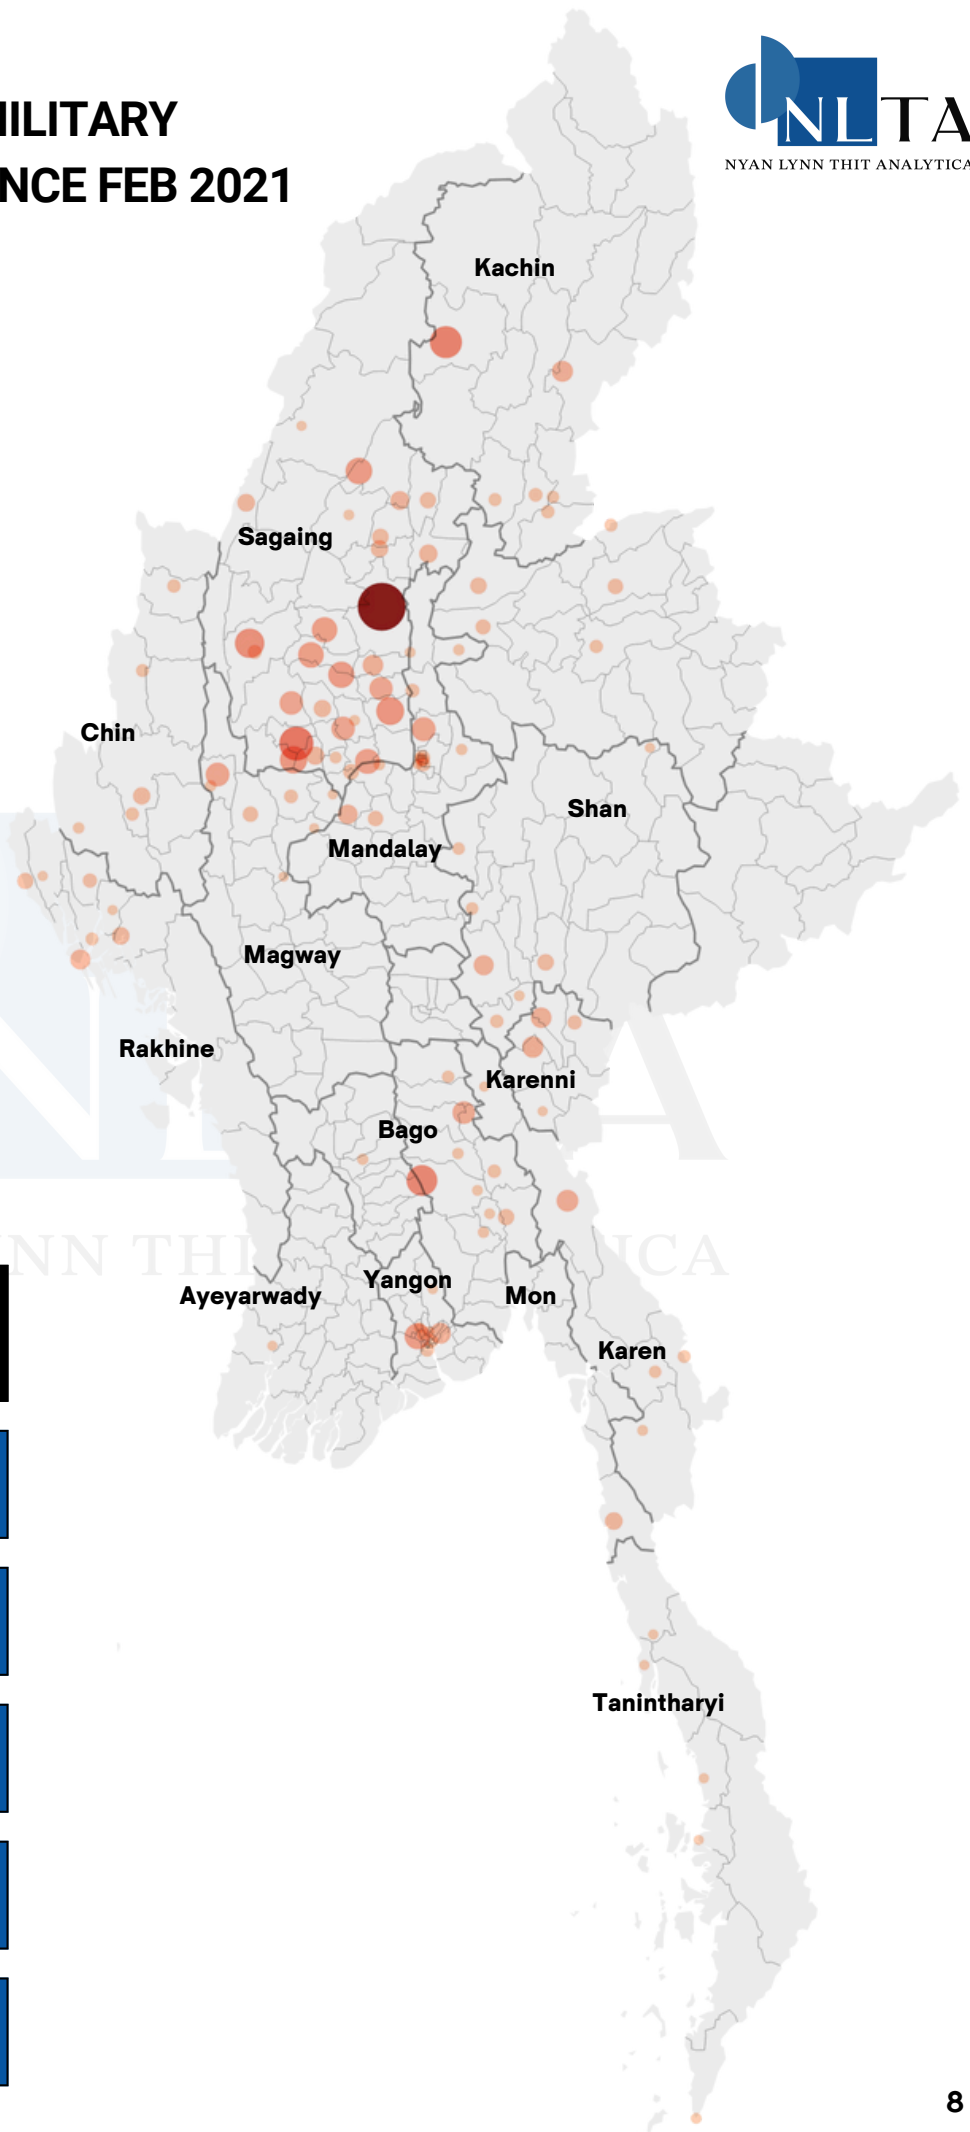 MILITARY
NCE FEB 2021
NLTA
NYAN LYNN THIT ANALYTICA
Kachin
Sagaing
Chin
Shan
Mandalay
Magway
Rakhine
Karenni
Bago
Yangon
Ayeyarwady
Mon
Karen
Tanintharyi
8